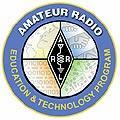 AMATEUR RADIO
A
R R
L
EDUCATION & TECHNOLOGY PROGRAM